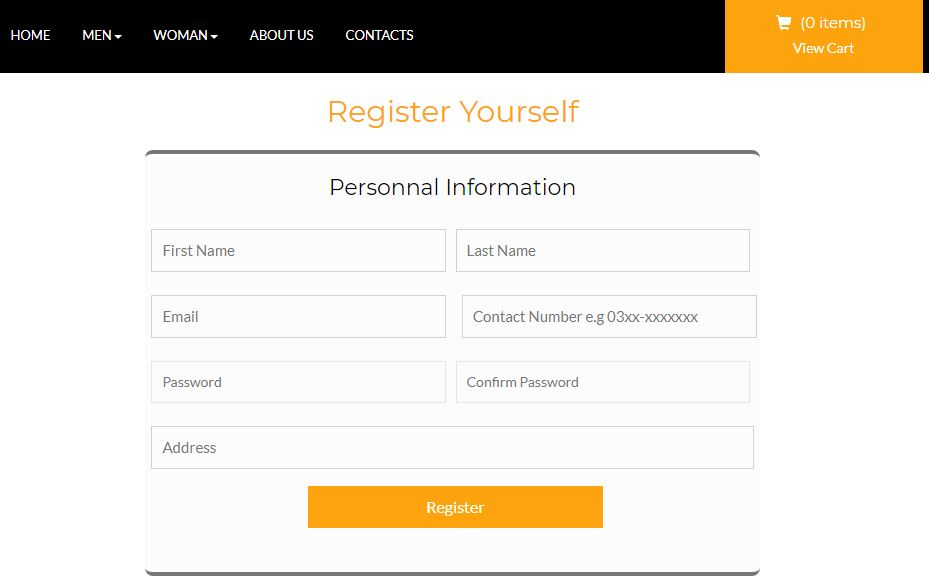 HOME MEN WOMAN ABOUT US CONTACTS (0 items)
View Cart
Register Yourself
Personnal Information
First Name Last Name
Email Contact Number e.g 03xx-xxxxxxx
Password Confirm Password
Address
Register